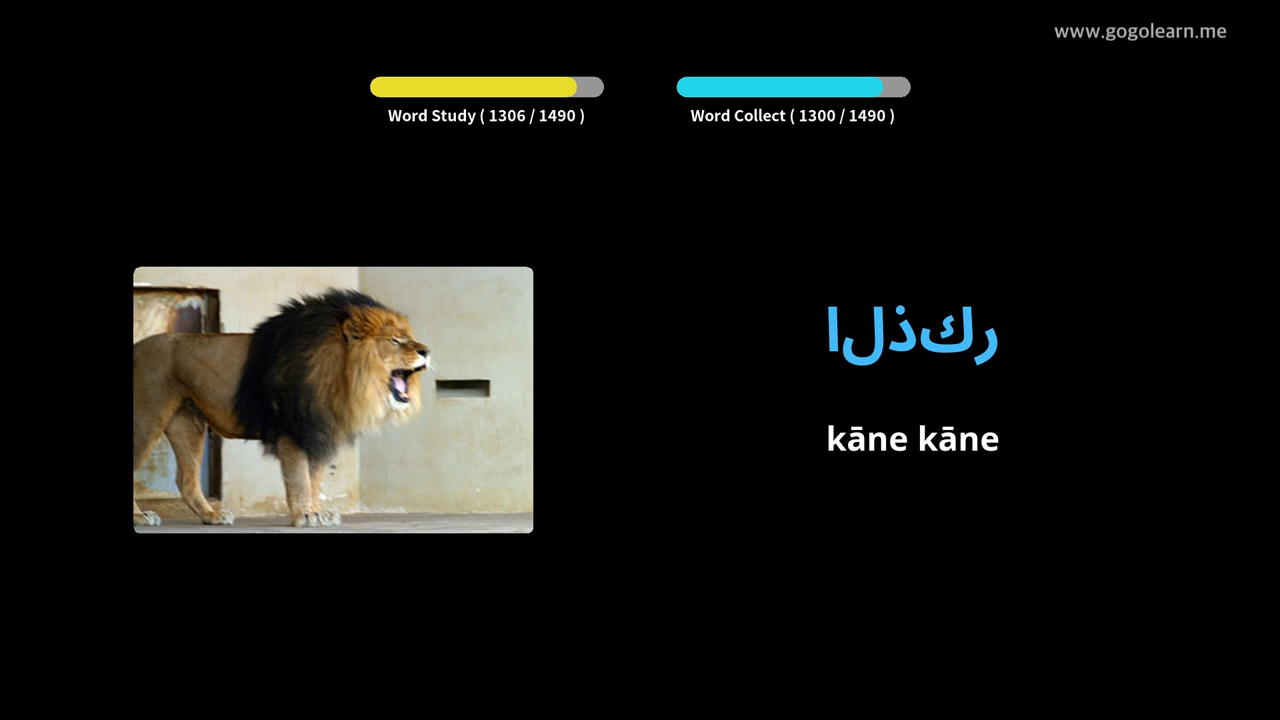 www.gogolearn.me
Word Study ( 1306 / 1490 )
Word Collect ( 1300 / 1490 )
الذكر
kāne kāne